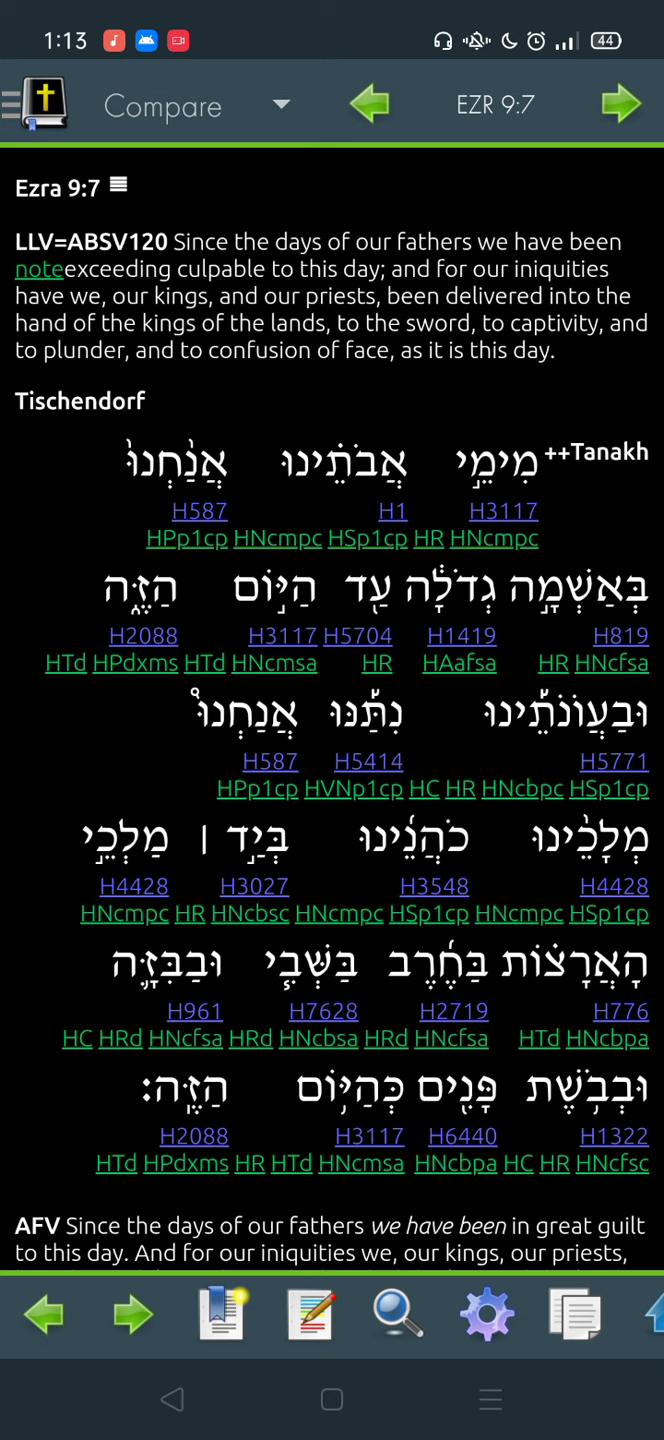 1:13
44
Compare
EZR 9:7
Ezra 9:7
LLV=ABSV120 Since the days of our fathers we have been
noteexceeding culpable to this day; and for our iniquities
have we, our kings, and our priests, been delivered into the
hand of the kings of the lands, to the sword, to captivity, and
to plunder, and to confusion of face, as it is this day.
Tischendorf
++Tanakh מִימֵ֣י אֲבֹתֵ֗ינוּ אֲנַ֙חְנוּ֙
H587 H1 H3117
HPp1cp HNcmpc HSp1cp HR HNcmpc
בְּאַשְׁמָ֣ה גְדֹלָ֔ה עַ֖ד הַיּ֣וֹם הַזֶּ֑ה
H2088 H3117 H5704 H1419 H819
HTd HPdxms HTd HNcmsa HR HAafsa HR HNcfsa
וּבַעֲוֺנֹתֵ֡ינוּ נִתַּ֡נּוּ אֲנַחְנוּ֩
H587 H5414 H5771
HPp1cp HVNp1cp HC HR HNcbpc HSp1cp
מְלָכֵ֨ינוּ כֹהֲנֵ֜ינוּ בְּיַ֣ד ׀ מַלְכֵ֣י
H4428 H3027 H3548 H4428
HNcmpc HR HNcbsc HNcmpc HSp1cp HNcmpc HSp1cp
הָאֲרָצ֗וֹת בַּחֶ֜רֶב בַּשְּׁבִ֧י וּבַבִּזָּ֛ה
H961 H7628 H2719 H776
HC HRd HNcfsa HRd HNcbsa HRd HNcfsa HTd HNcbpa
וּבְבֹ֥שֶׁת פָּנִ֖ים כְּהַיּ֥וֹם הַזֶּֽה׃
H2088 H3117 H6440 H1322
HTd HPdxms HR HTd HNcmsa HNcbpa HC HR HNcfsc
AFV Since the days of our fathers we have been in great guilt
to this day. And for our iniquities we, our kings, our priests,